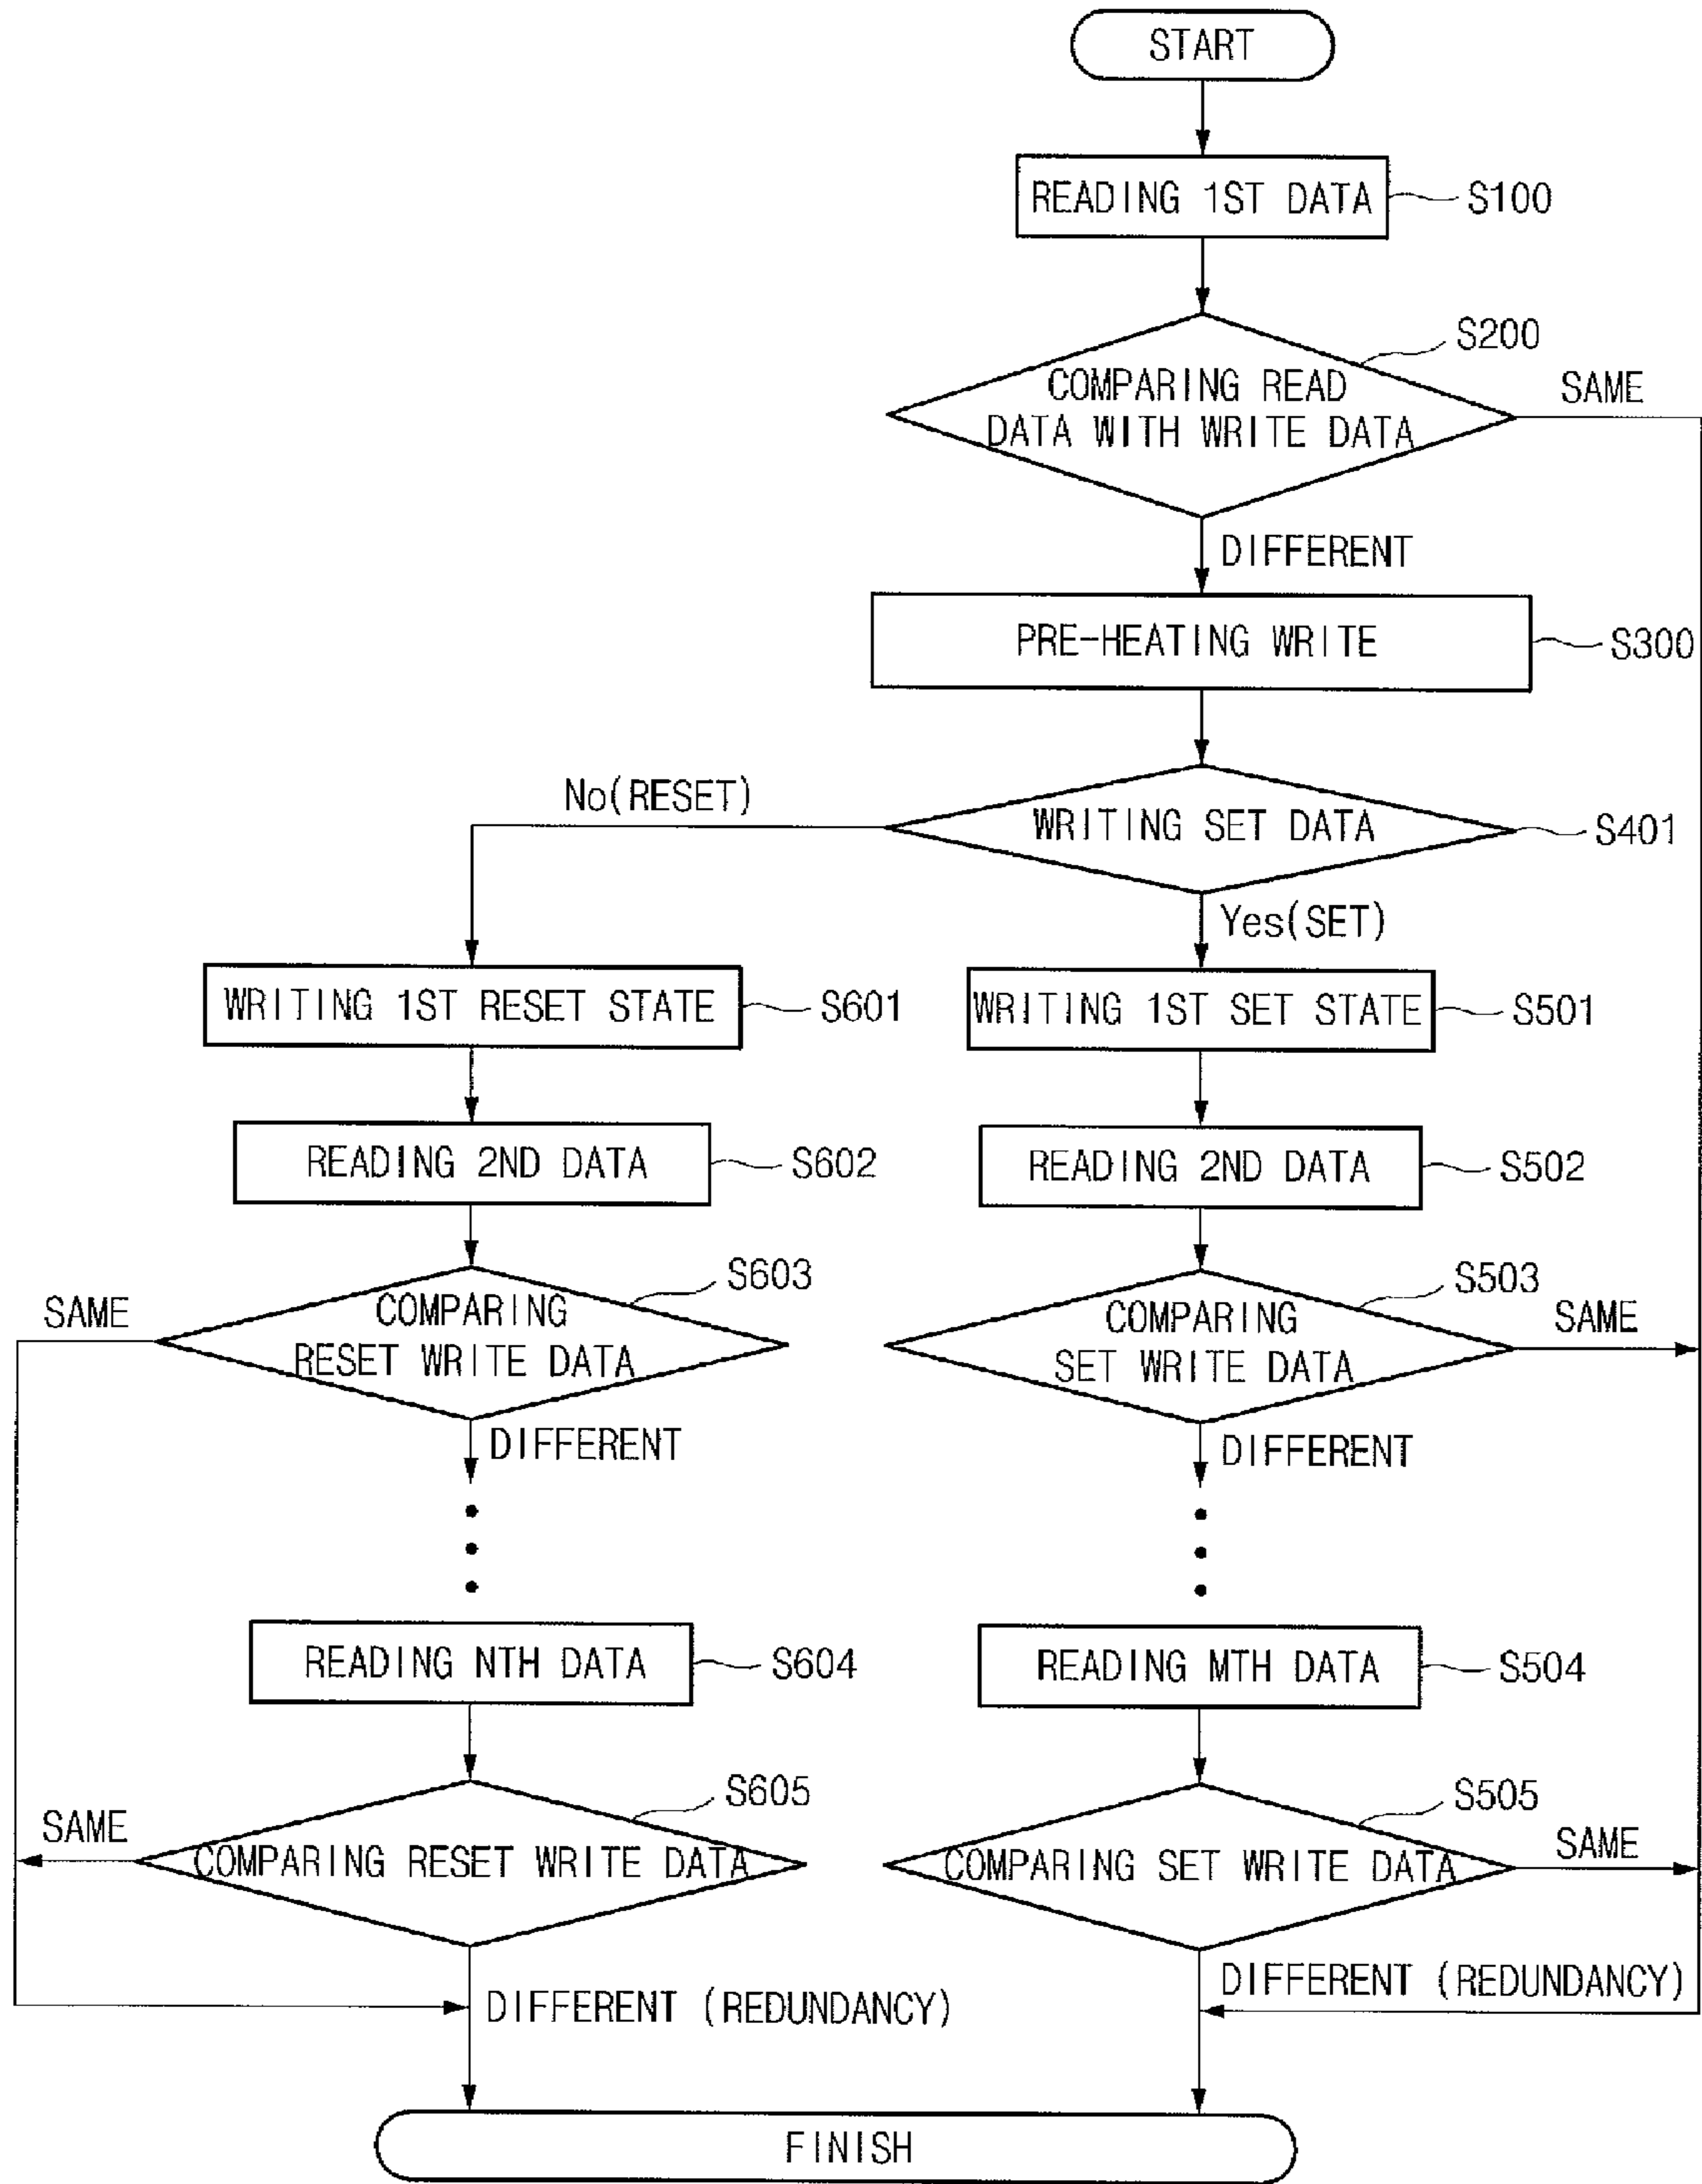 START
READING 1ST DATA
S100
S200
COMPARING READ
DATA WITH WRITE DATA
SAME
DIFFERENT
PRE-HEATING WRITE
S300
No(RESET)
WRITING SET DATA
S401
Yes(SET)
WRITING 1ST RESET STATE
S601
WRITING 1ST SET STATE
S501
READING 2ND DATA
S602
READING 2ND DATA
S502
S603
SAME
COMPARING
RESET WRITE DATA
S503
COMPARING
SET WRITE DATA
SAME
DIFFERENT
DIFFERENT
READING NTH DATA
S604
READING MTH DATA
S504
S605
SAME
COMPARING RESET WRITE DATA
S505
COMPARING SET WRITE DATA
SAME
DIFFERENT (REDUNDANCY)
DIFFERENT (REDUNDANCY)
FINISH